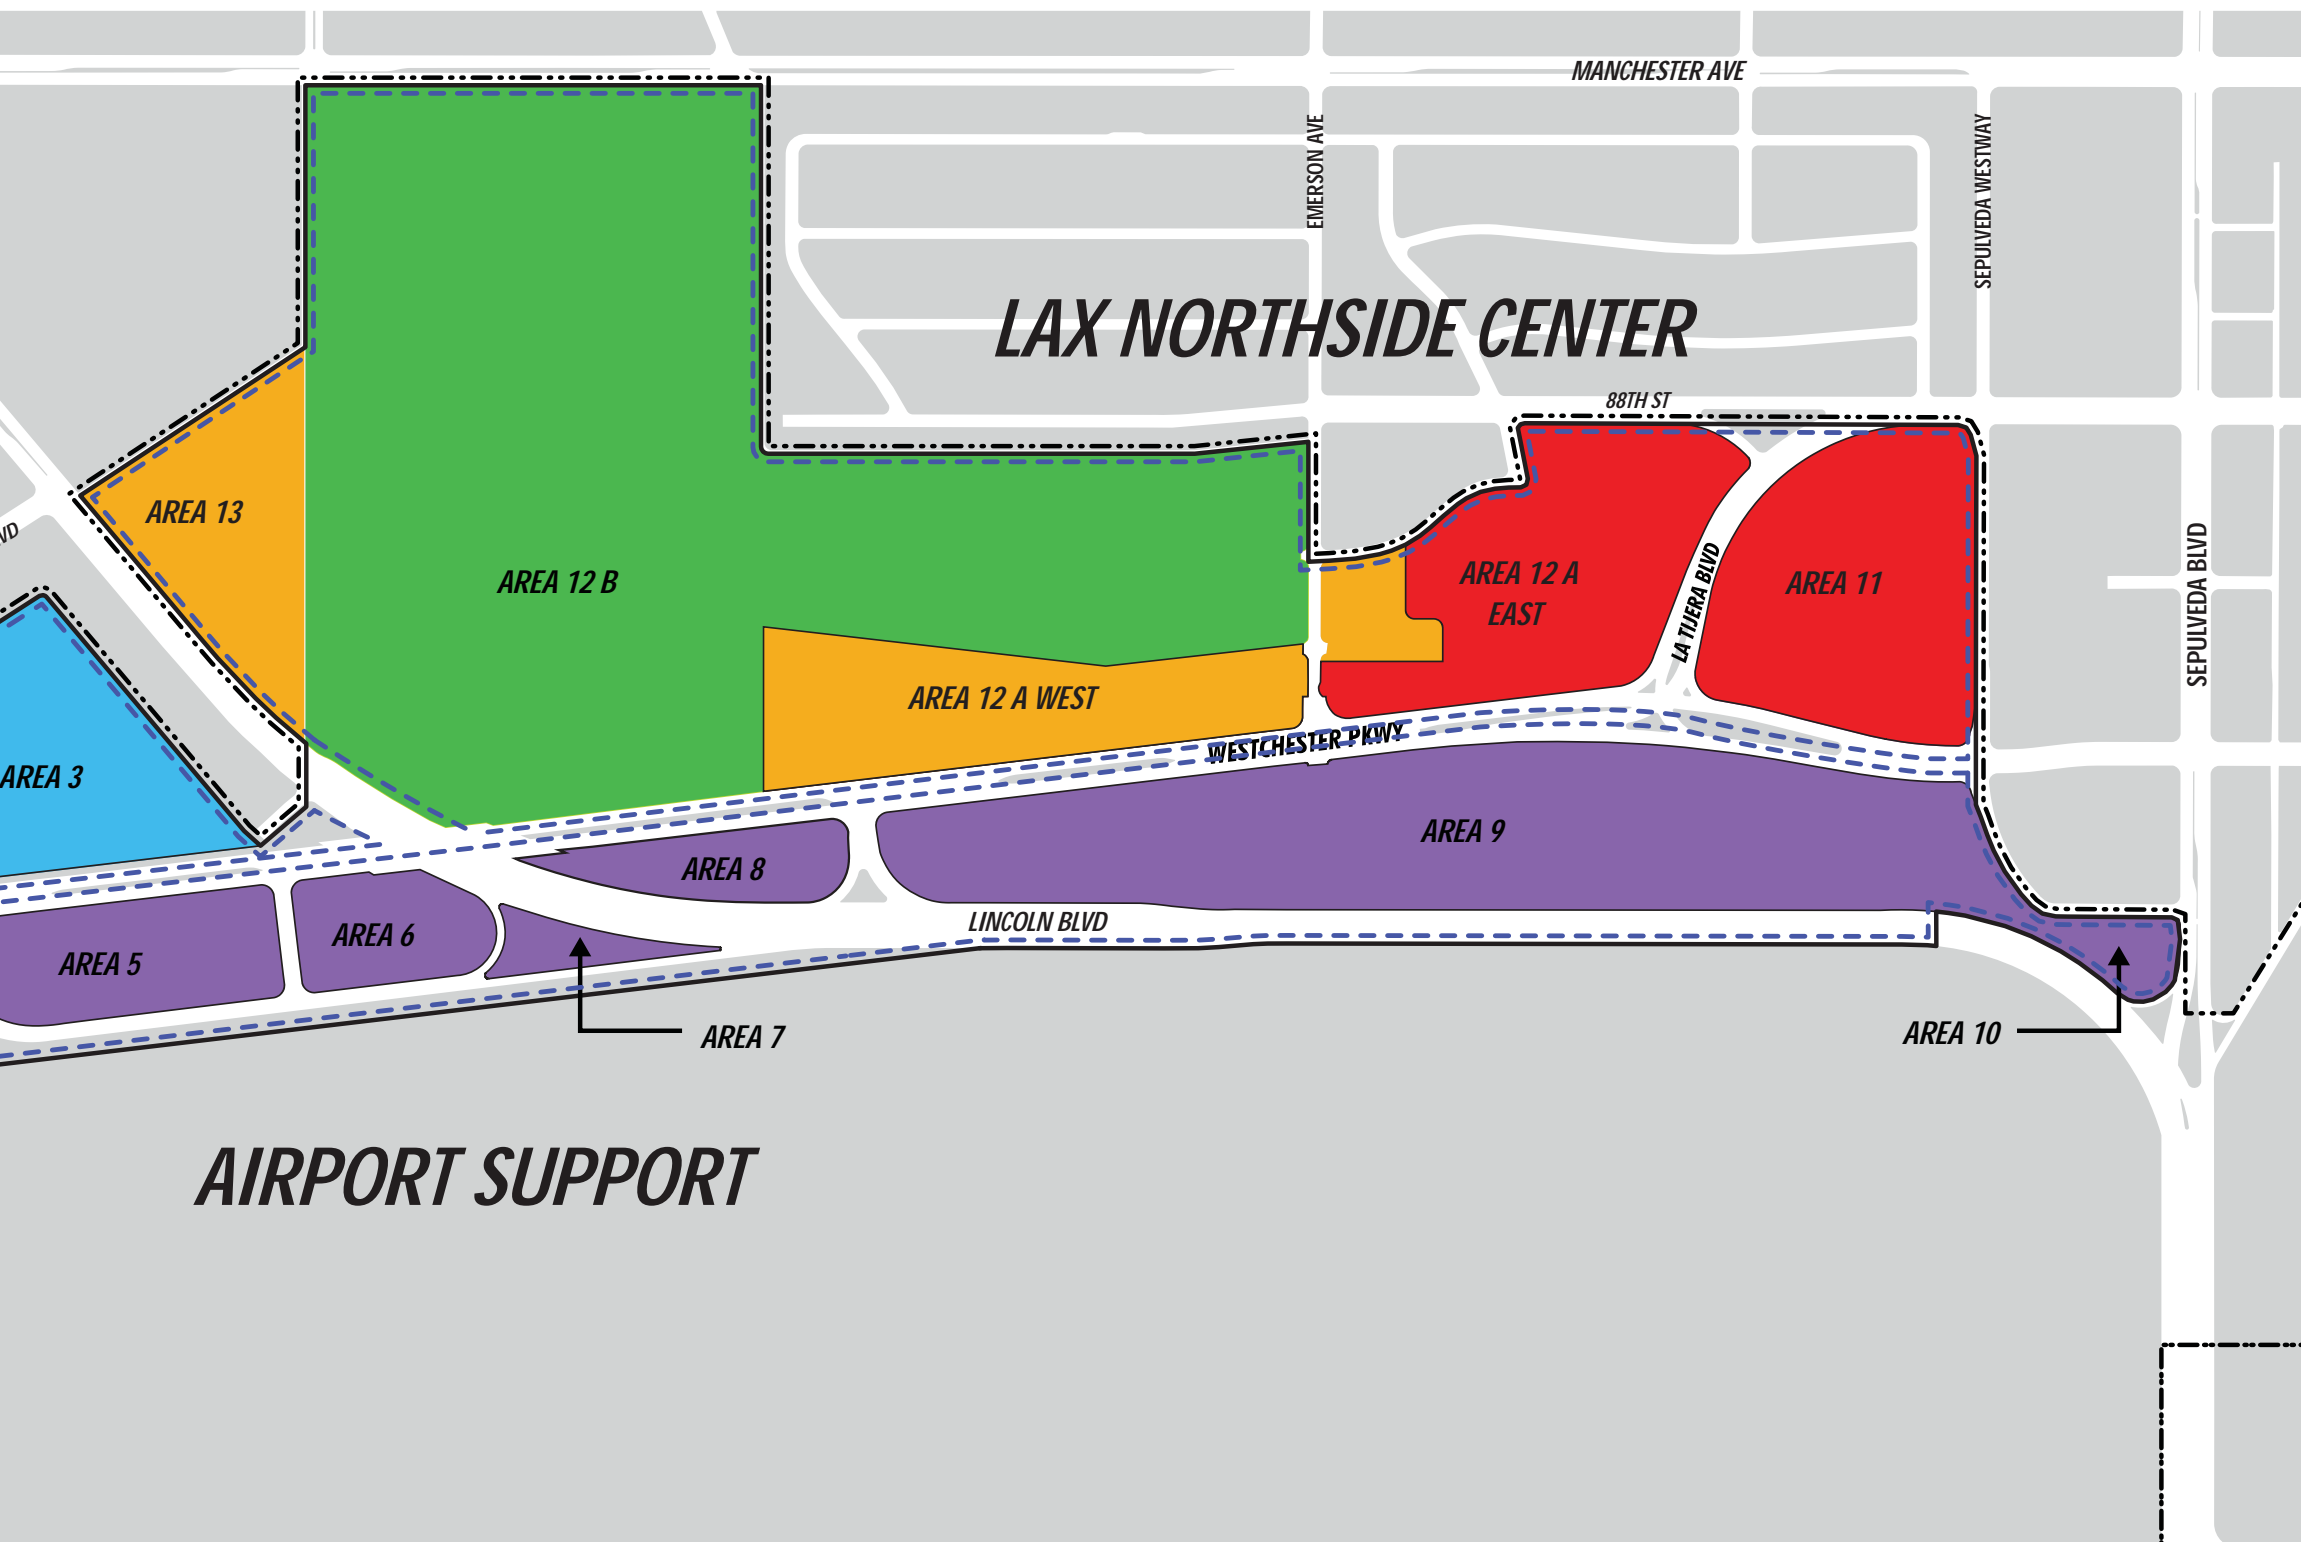 MANCHESTER AVE
EMERSON AVE
SEPULVEDA WESTWAY
LAX NORTHSIDE CENTER
88TH ST
AREA 13
VD
AREA 12 B
AREA 12 A
EAST
LA TIJERA BLVD
AREA 11
SEPULVEDA BLVD
AREA 12 A WEST
WESTCHESTER PKWY
AREA 3
AREA 9
AREA 8
LINCOLN BLVD
AREA 6
AREA 5
AREA 7
AREA 10
AIRPORT SUPPORT